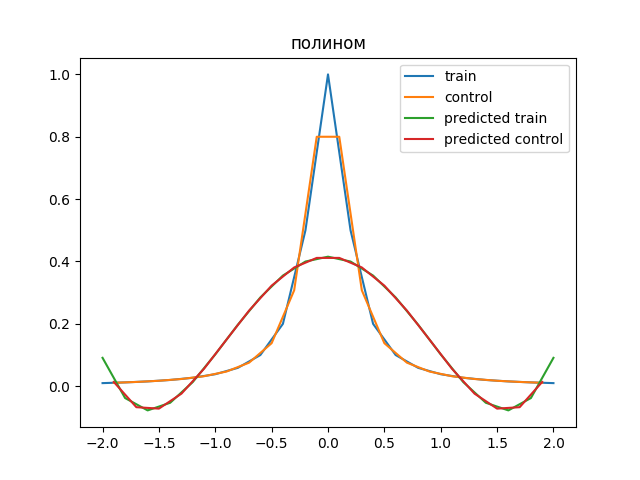 полином
train
control
predicted train
predicted control
1.0
0.8
0.6
0.4
0.2
0.0
−2.0 −1.5 −1.0 −0.5 0.0 0.5 1.0 1.5 2.0